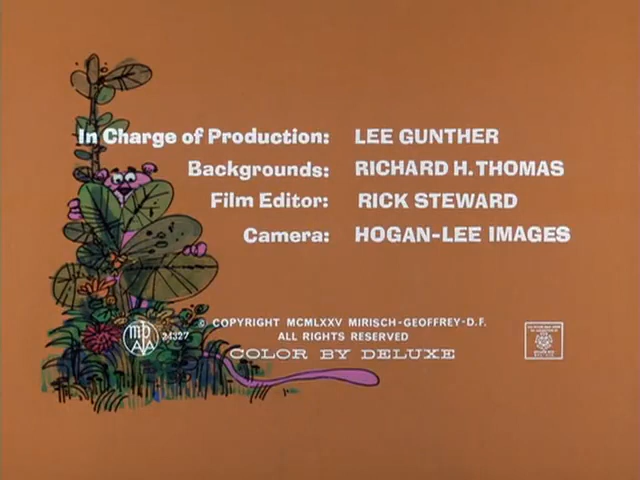 In Charge of Production: LEE GUNTHER
Backgrounds: RICHARD H. THOMAS
Film Editor: RICK STEWARD
Camera: HOGAN-LEE IMAGES
© COPYRIGHT MCMLXXV MIRISCH-GEOFFREY-D.F.
ALL RIGHTS RESERVED
24327
COLOR BY DELUXE